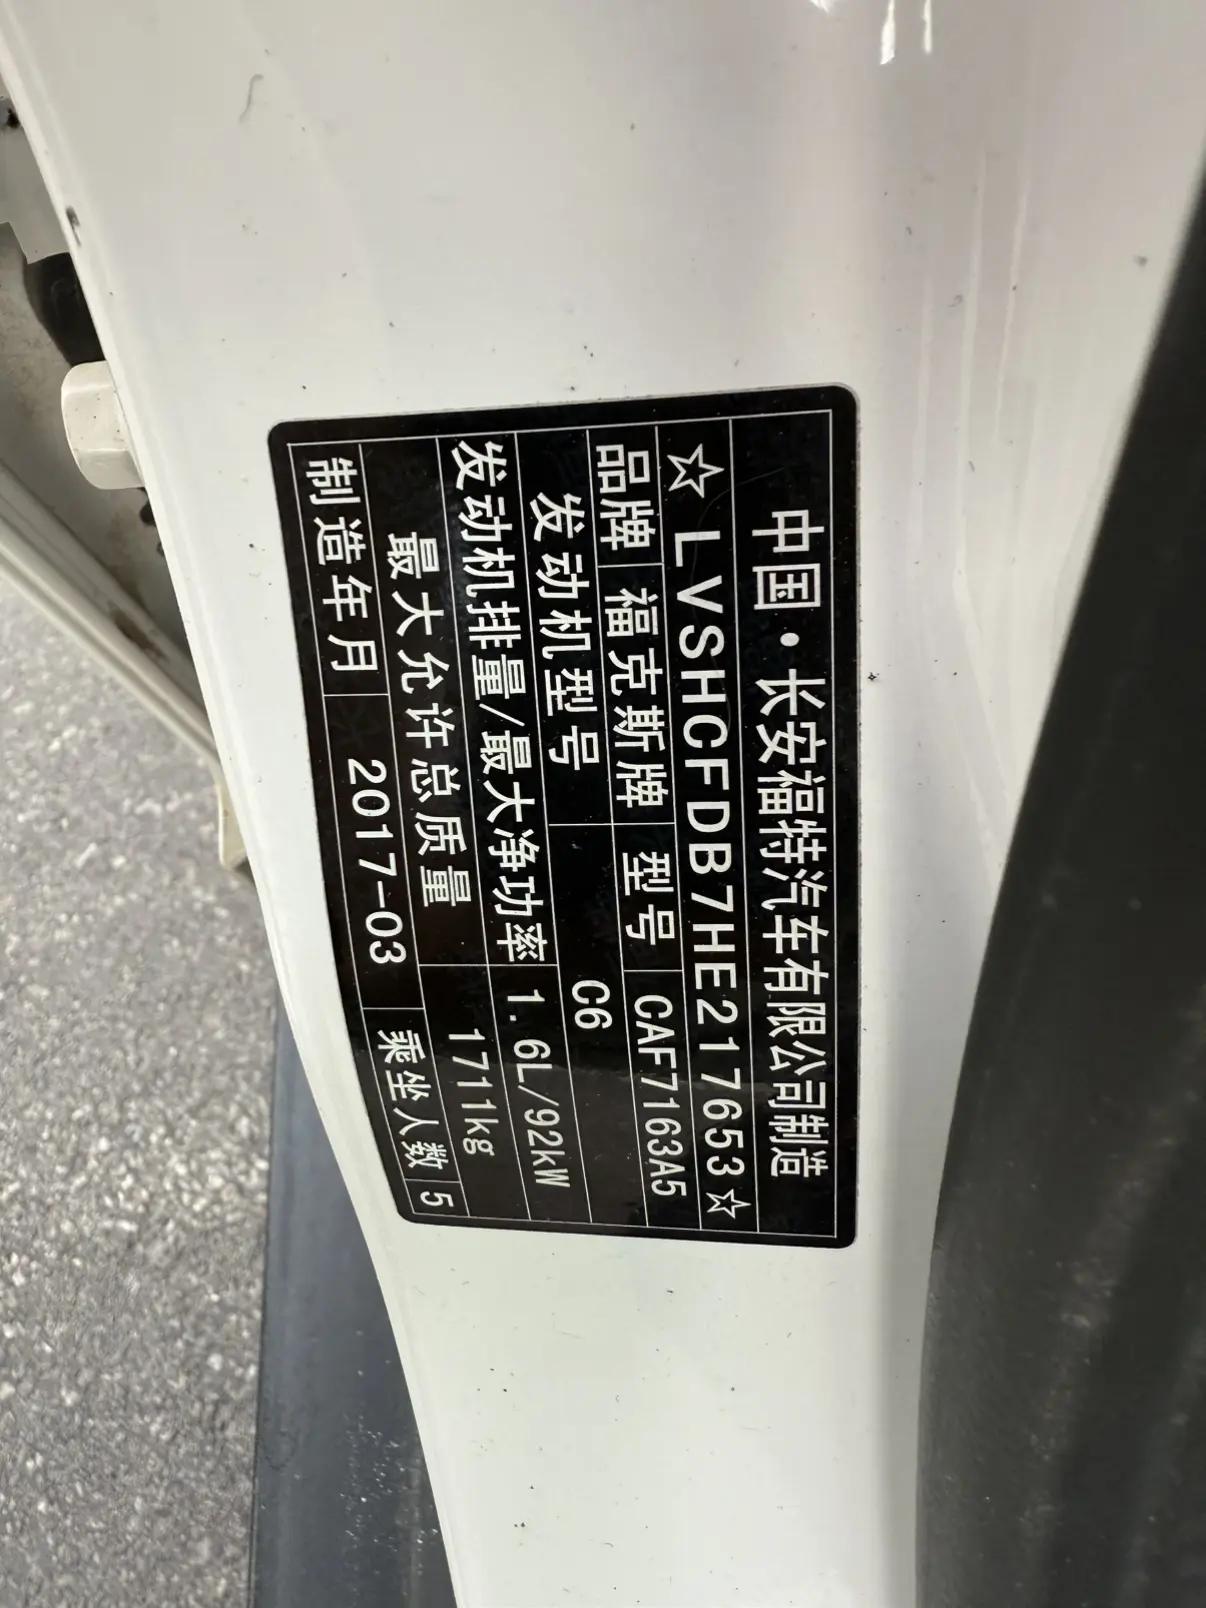 中国·长安福特汽车有限公司制造
☆LVSHCFDB7HE217653☆
品牌 福克斯牌 型号 CAF7163A5
发动机型号 C6
发动机排量/最大净功率 1.6L/92kW
最大允许总质量 1711kg
制造年月 2017-03 乘坐人数 5